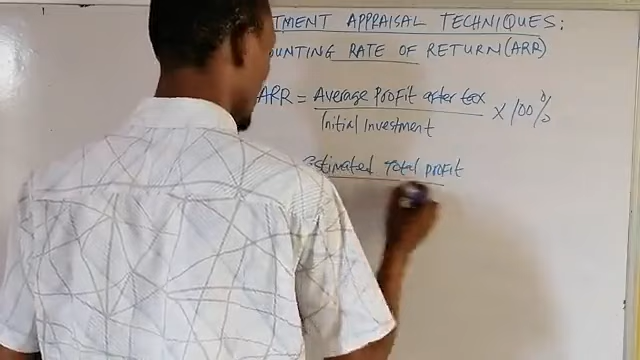 TMENT APPRAISAL TECHNIQUES:
OUNTING RATE OF RETURN (ARR)
ARR = Average Profit after tax X 100%
Initial Investment
Estimated Total profit